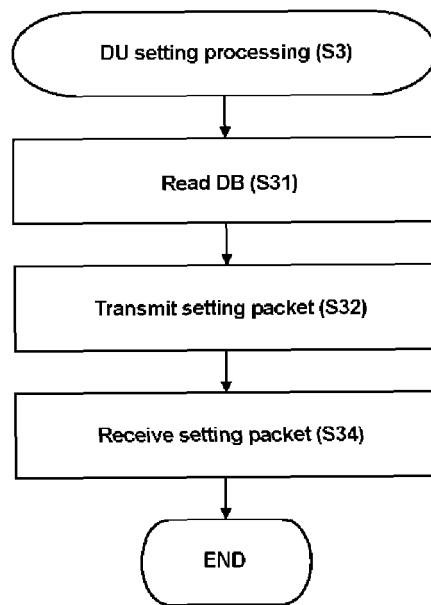 DU setting processing (S3)
Read DB (S31)
Transmit setting packet (S32)
Receive setting packet (S34)
END